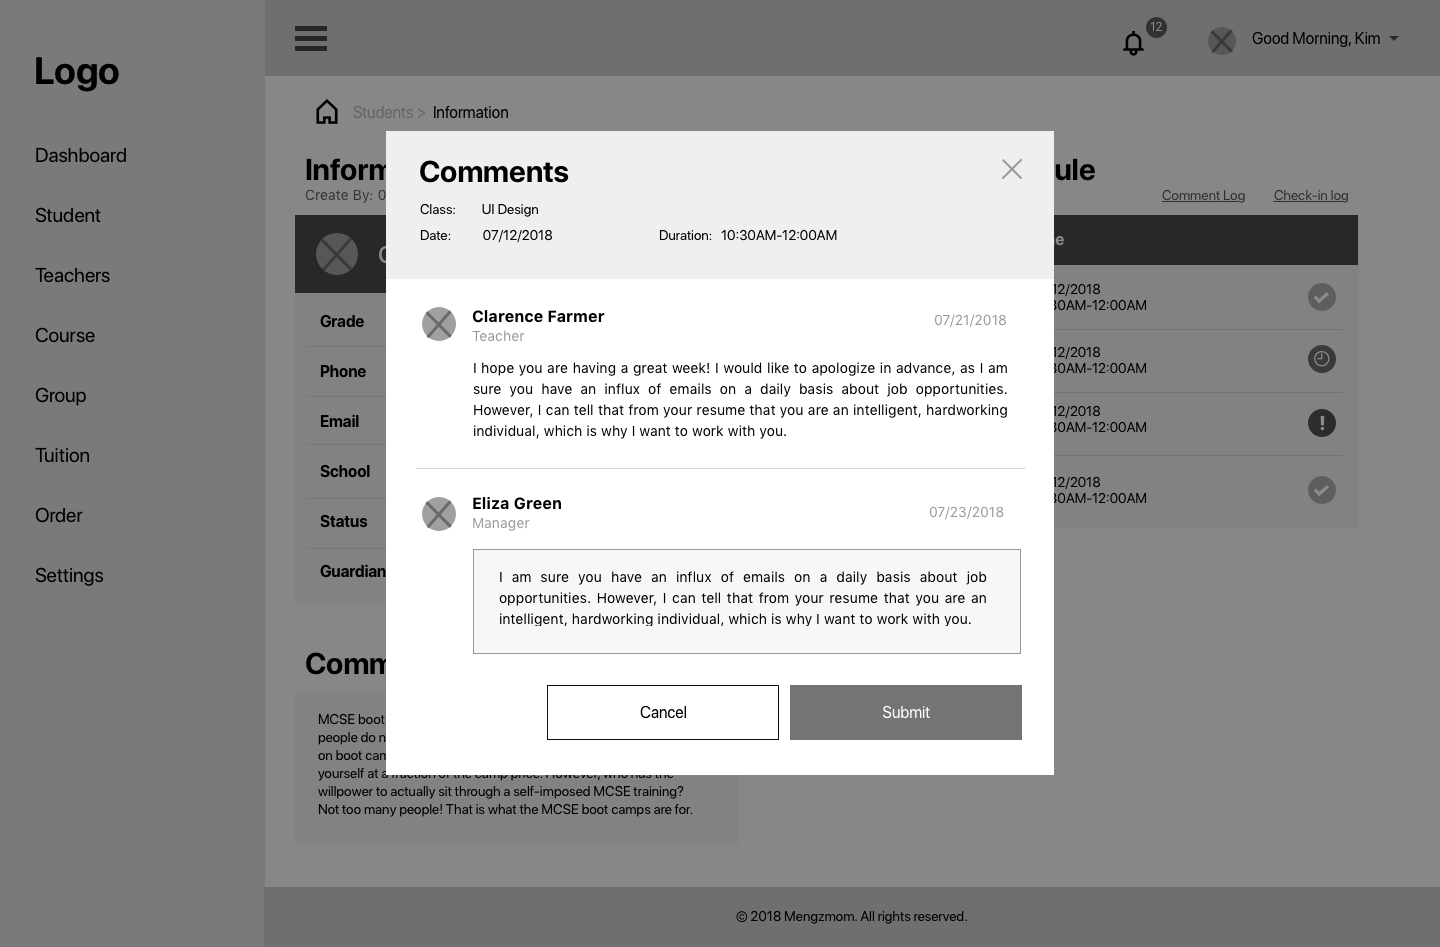 Logo
Dashboard
Student
Teachers
Course
Group
Tuition
Order
Settings
12
Good Morning, Kim
Students > Information
Create By: 0
Comment Log
Check-in log
Grade
Phone
Email
School
Status
Guardian
12/2018
30AM-12:00AM
12/2018
30AM-12:00AM
12/2018
30AM-12:00AM
12/2018
30AM-12:00AM
Comments
Class: UI Design
Date: 07/12/2018 Duration: 10:30AM-12:00AM
Clarence Farmer
Teacher
07/21/2018
I hope you are having a great week! I would like to apologize in advance, as I am
sure you have an influx of emails on a daily basis about job opportunities.
However, I can tell that from your resume that you are an intelligent, hardworking
individual, which is why I want to work with you.
Eliza Green
Manager
07/23/2018
I am sure you have an influx of emails on a daily basis about job
opportunities. However, I can tell that from your resume that you are an
intelligent, hardworking individual, which is why I want to work with you.
Cancel
Submit
MCSE boot
people do n
on boot cam
yourself at a fraction of the camp price. However, who has the
willpower to actually sit through a self-imposed MCSE training?
Not too many people! That is what the MCSE boot camps are for.
© 2018 Mengzmom. All rights reserved.